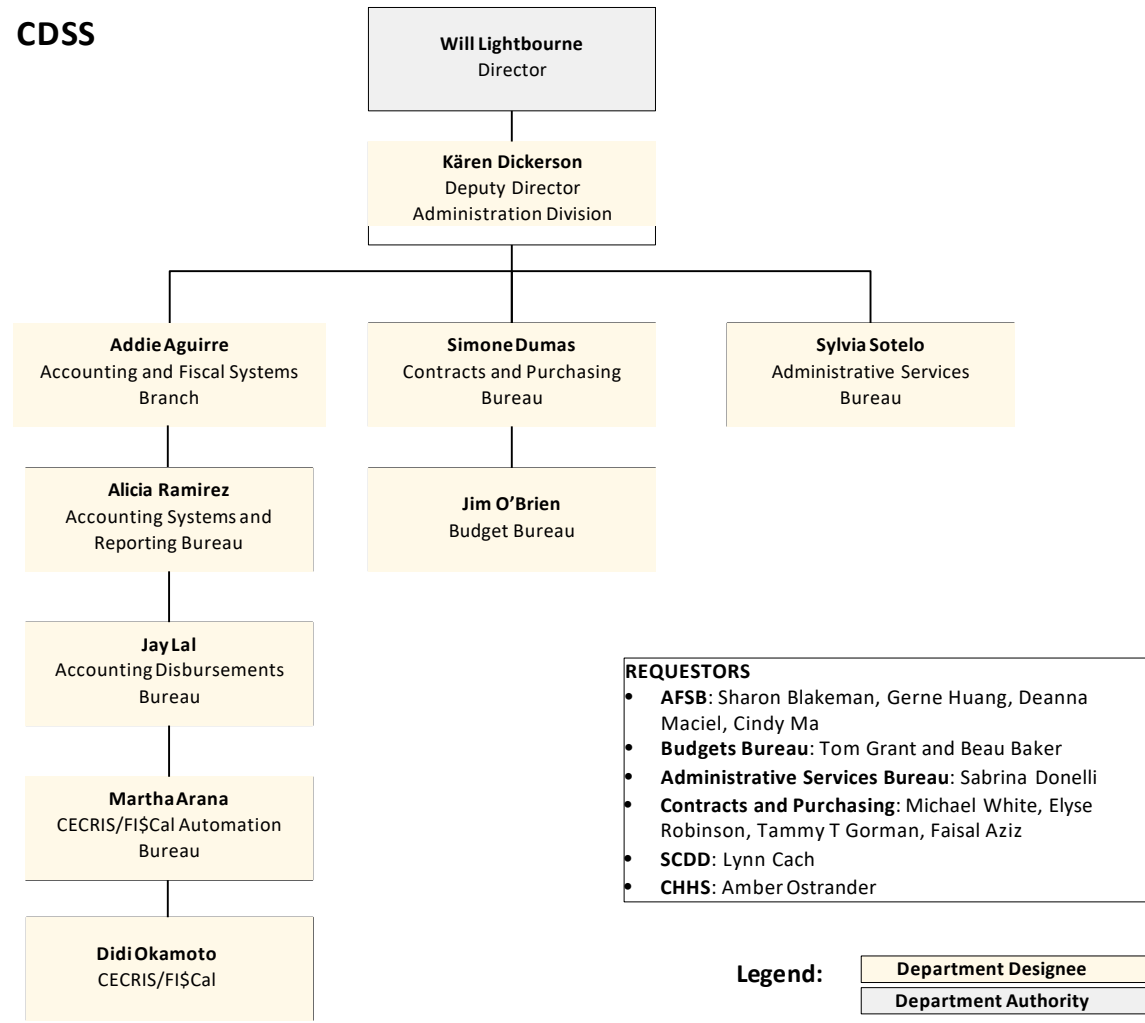 CDSS
Will Lightbourne
Director
Kären Dickerson
Deputy Director
Administration Division
Addie Aguirre
Accounting and Fiscal Systems
Branch
Simone Dumas
Contracts and Purchasing
Bureau
Sylvia Sotelo
Administrative Services
Bureau
Alicia Ramirez
Accounting Systems and
Reporting Bureau
Jim O'Brien
Budget Bureau
Jay Lal
Accounting Disbursements
Bureau
Martha Arana
CECRIS/FI$Cal Automation
Bureau
Didi Okamoto
CECRIS/FI$Cal
REQUESTORS
• AFSB: Sharon Blakeman, Gerne Huang, Deanna
Maciel, Cindy Ma
• Budgets Bureau: Tom Grant and Beau Baker
• Administrative Services Bureau: Sabrina Donelli
• Contracts and Purchasing: Michael White, Elyse
Robinson, Tammy T Gorman, Faisal Aziz
• SCDD: Lynn Cach
• CHHS: Amber Ostrander
Legend:
Department Designee
Department Authority